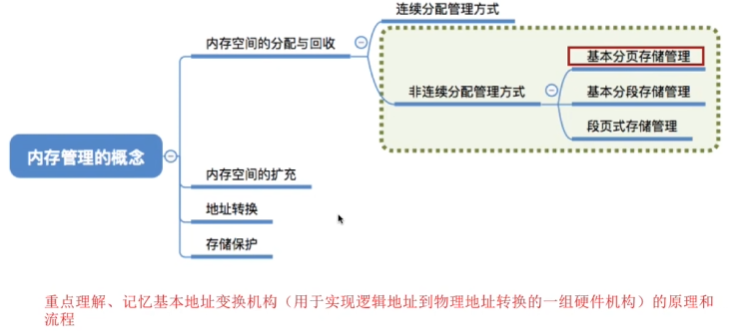 连续分配管理方式
内存空间的分配与回收
基本分页存储管理
非连续分配管理方式
基本分段存储管理
段页式存储管理
内存管理的概念
内存空间的扩充
地址转换
存储保护
重点理解、记忆基本地址变换机构（用于实现逻辑地址到物理地址转换的一组硬件机构）的原理和
流程